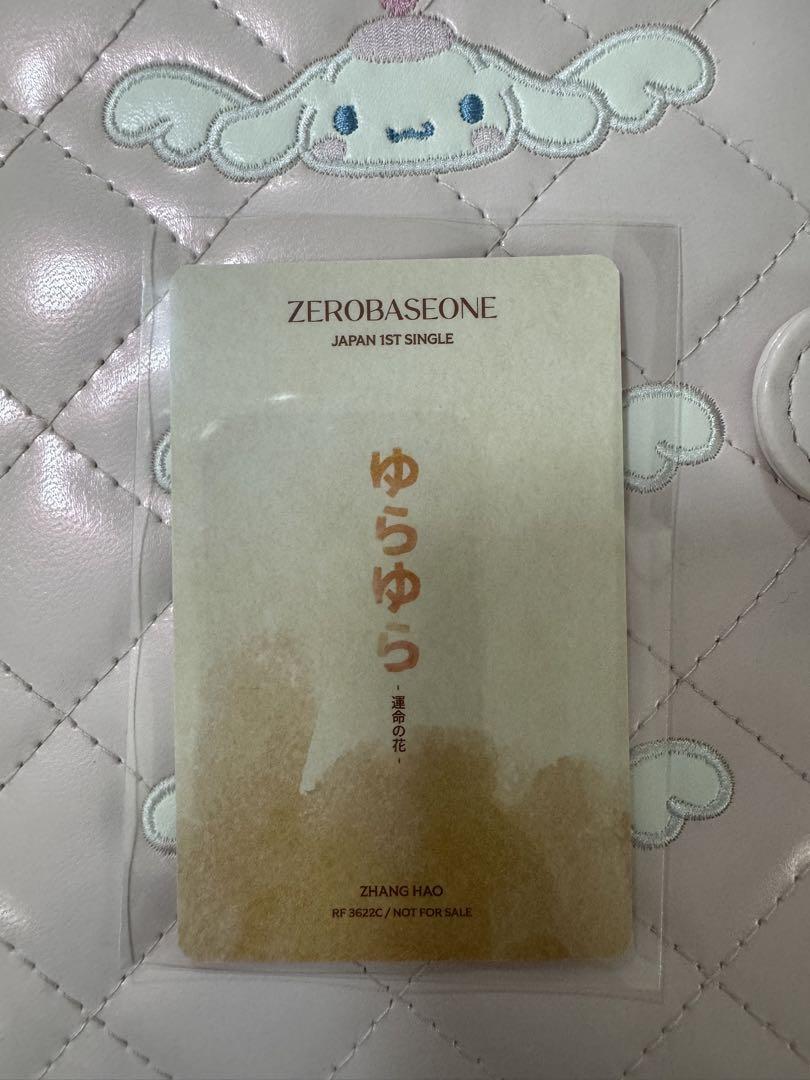 ZEROBASEONE
JAPAN 1ST SINGLE
ゆらゆら
- 運命の花 -
ZHANG HAO
RF 3622C / NOT FOR SALE